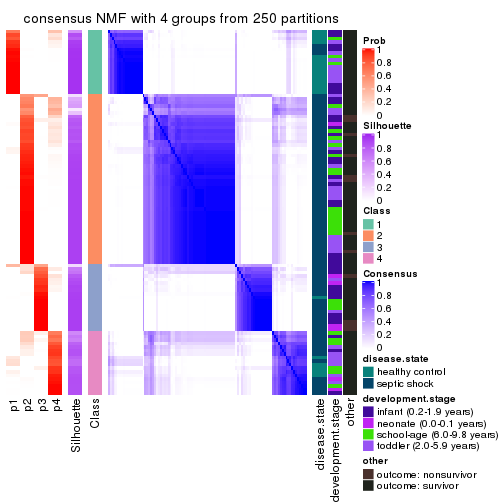 consensus NMF with 4 groups from 250 partitions
p1
p2
p3
p4
Silhouette
Class
disease.state
development.stage
other
Prob
1
0.8
0.6
0.4
0.2
0
Silhouette
1
0.8
0.6
0.4
0.2
0
Class
1
2
3
4
Consensus
1
0.8
0.6
0.4
0.2
0
disease.state
healthy control
septic shock
development.stage
infant (0.2-1.9 years)
neonate (0.0-0.1 years)
school-age (6.0-9.8 years)
toddler (2.0-5.9 years)
other
outcome: nonsurvivor
outcome: survivor